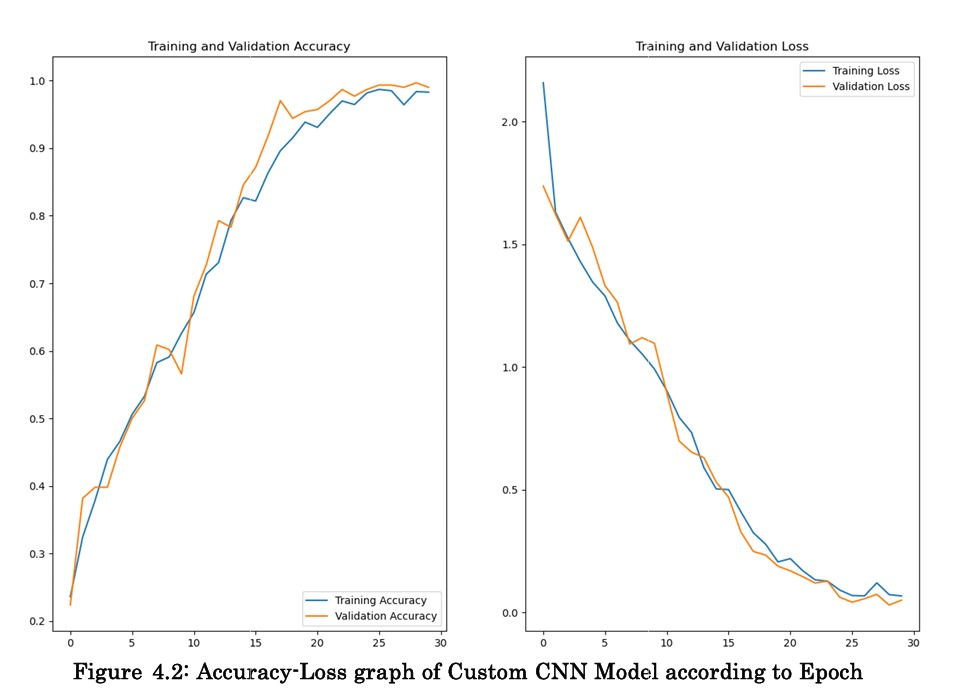 Training and Validation Accuracy
1.0
0.9
0.8
0.7
0.6
0.5
0.4
0.3
0.2
0 5 10 15 20 25 30
Training Accuracy
Validation Accuracy
Training and Validation Loss
Training Loss
Validation Loss
2.0
1.5
1.0
0.5
0.0
0 5 10 15 20 25 30
Figure 4.2: Accuracy-Loss graph of Custom CNN Model according to Epoch